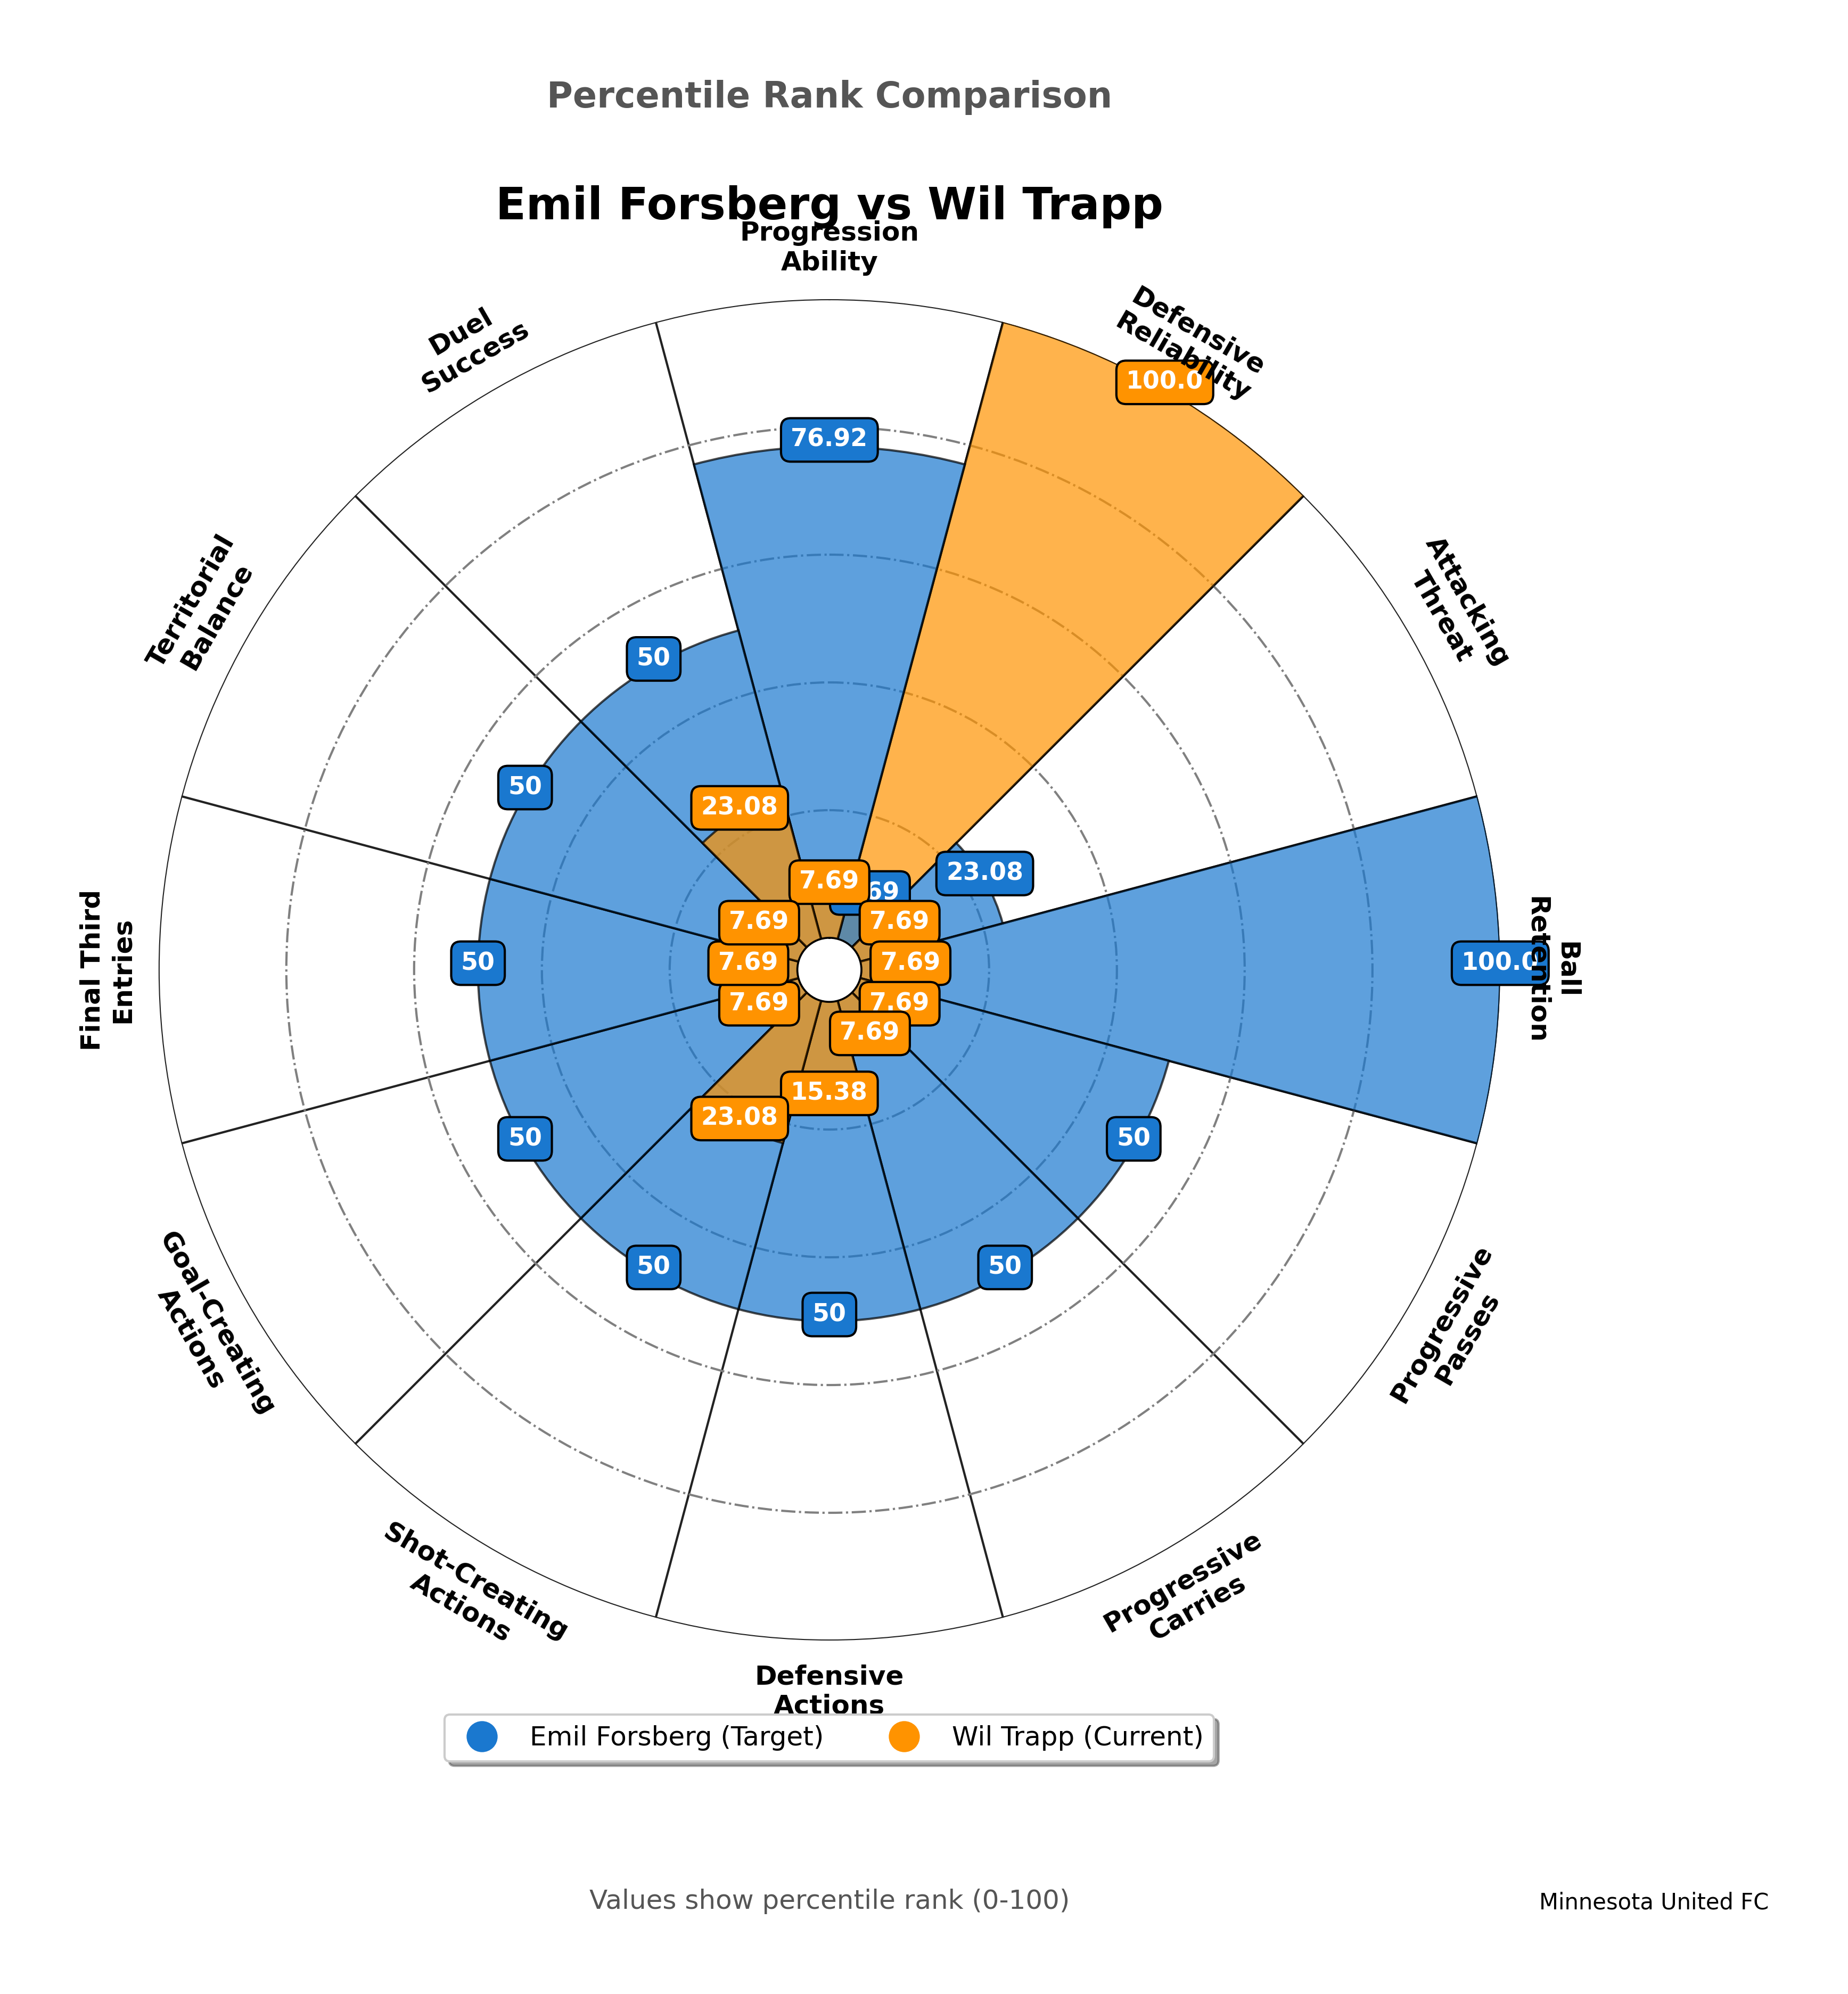 Percentile Rank Comparison
Emil Forsberg vs Wil Trapp
Progression
Ability
Defensive
Reliability
100.0
Duel
Success
76.92
Attacking
Threat
Territorial
Balance
50
50
23.08
23.08
7.69
69
7.69
7.69
Final Third
Entries
50
7.69
7.69
100.0
Ball
Retention
7.69
7.69
7.69
15.38
23.08
50
50
Goal-Creating
Actions
Progressive
Passes
50
50
50
Shot-Creating
Actions
Progressive
Carries
Defensive
Actions
Emil Forsberg (Target)
Wil Trapp (Current)
Values show percentile rank (0-100)
Minnesota United FC